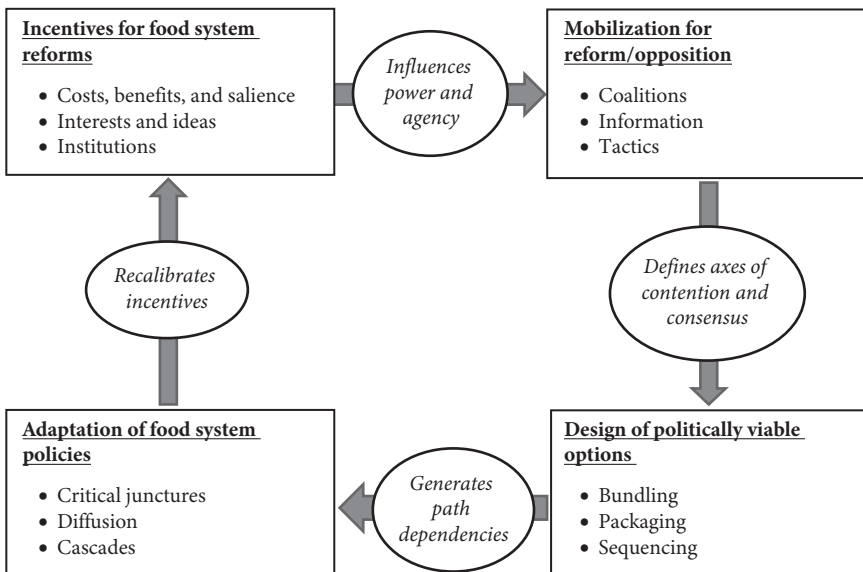 Incentives for food system
reforms
• Costs, benefits, and salience
• Interests and ideas
• Institutions
Influences
power and
agency
Mobilization for
reform/opposition
• Coalitions
• Information
• Tactics
Recalibrates
incentives
Defines axes of
contention and
consensus
Adaptation of food system
policies
• Critical junctures
• Diffusion
• Cascades
Generates
path
dependencies
Design of politically viable
options
• Bundling
• Packaging
• Sequencing